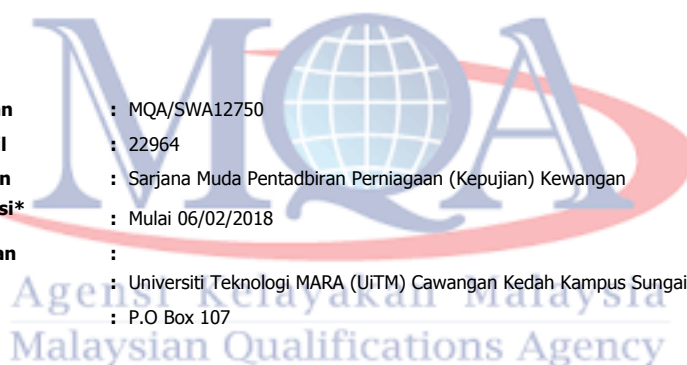 MQA
an : MQA/SWA12750
l : 22964
n : Sarjana Muda Pentadbiran Perniagaan (Kepujian) Kewangan
si* : Mulai 06/02/2018
an :
: Universiti Teknologi MARA (UiTM) Cawangan Kedah Kampus Sungai
: P.O Box 107
Agensi Kelayakan Malaysia
Malaysian Qualifications Agency